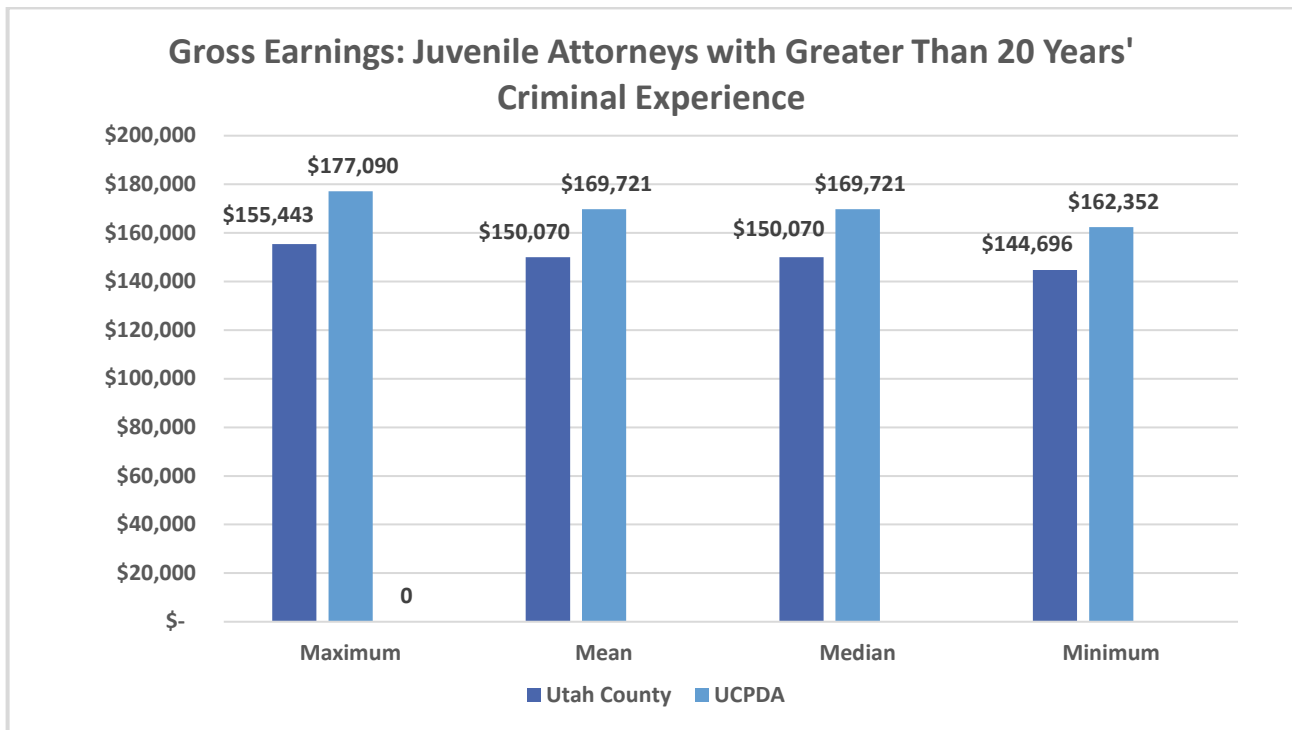 Gross Earnings: Juvenile Attorneys with Greater Than 20 Years'
Criminal Experience
$200,000
$180,000
$160,000
$140,000
$120,000
$100,000
$80,000
$60,000
$40,000
$20,000
$-
$155,443
$177,090
0
$150,070
$169,721
$150,070
$169,721
$144,696
$162,352
Maximum
Mean
Median
Minimum
Utah County
UCPDA